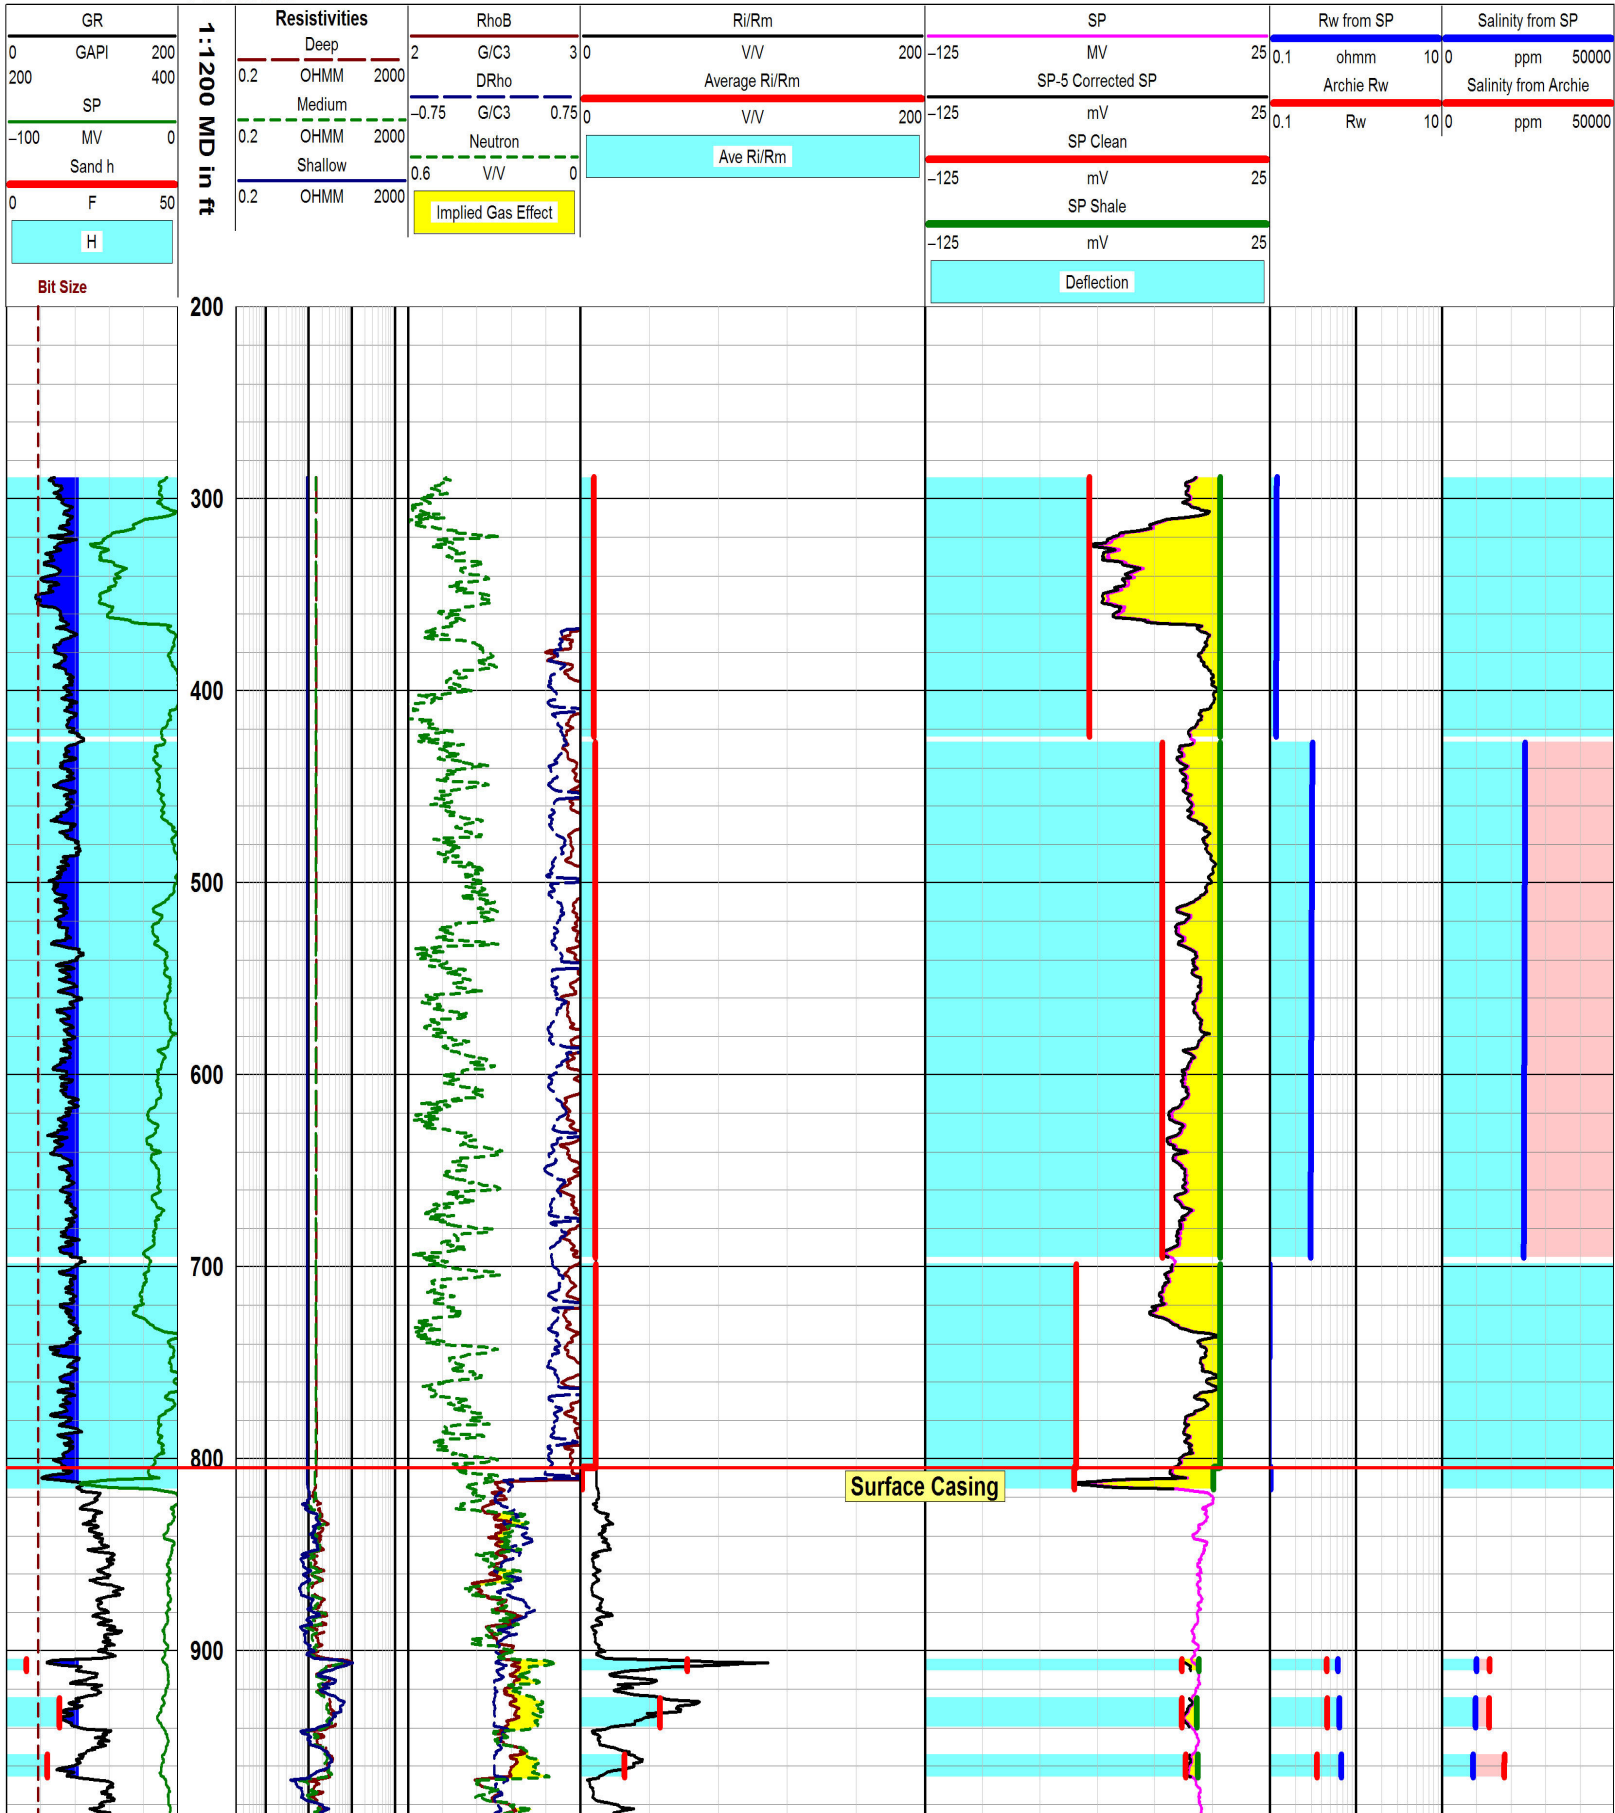 GR
0 GAPI 200
200 400
SP
−100 MV 0
Sand h
0 F 50
H
Bit Size
1:1200 MD in ft
Resistivities
Deep
0.2 OHMM 2000
Medium
0.2 OHMM 2000
Shallow
0.2 OHMM 2000
RhoB
2 G/C3 3
DRho
−0.75 G/C3 0.75
Neutron
0.6 V/V 0
Implied Gas Effect
Ri/Rm
0 V/V 200
Average Ri/Rm
0 V/V 200
Ave Ri/Rm
SP
−125 MV 25
SP-5 Corrected SP
−125 mV 25
SP Clean
−125 mV 25
SP Shale
−125 mV 25
Deflection
Rw from SP
0.1 ohmm 10
Archie Rw
0.1 Rw 10
Salinity from SP
0 ppm 50000
Salinity from Archie
0 ppm 50000
200
300
400
500
600
700
800
Surface Casing
900